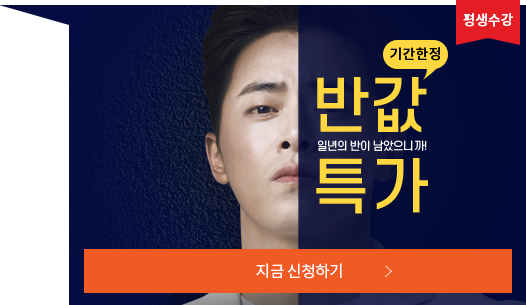 평생수강
기간한정
반값
일년의 반이 남았으니까!
특가
지금 신청하기